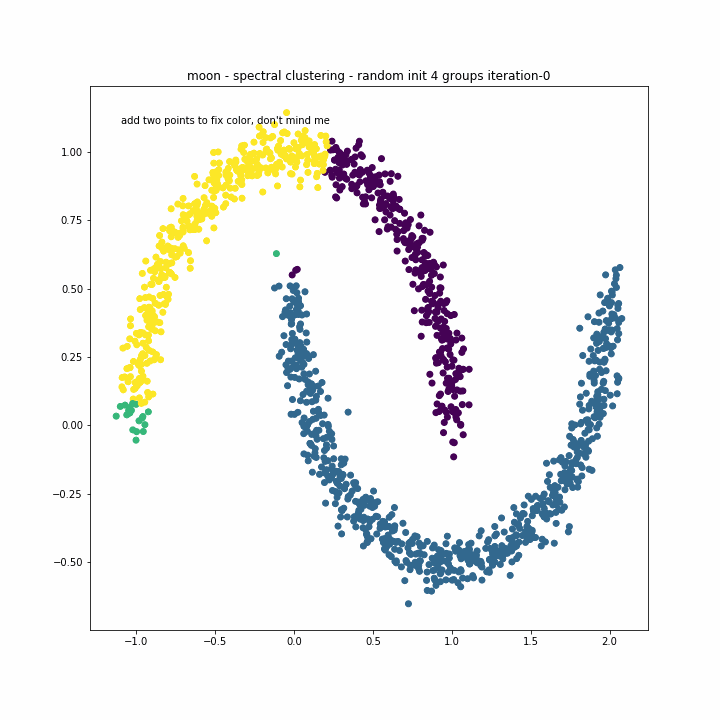 moon - spectral clustering - random init 4 groups iteration-0
add two points to fix color, don't mind me
1.00
0.75
0.50
0.25
0.00
−0.25
−0.50
−1.0 −0.5 0.0 0.5 1.0 1.5 2.0